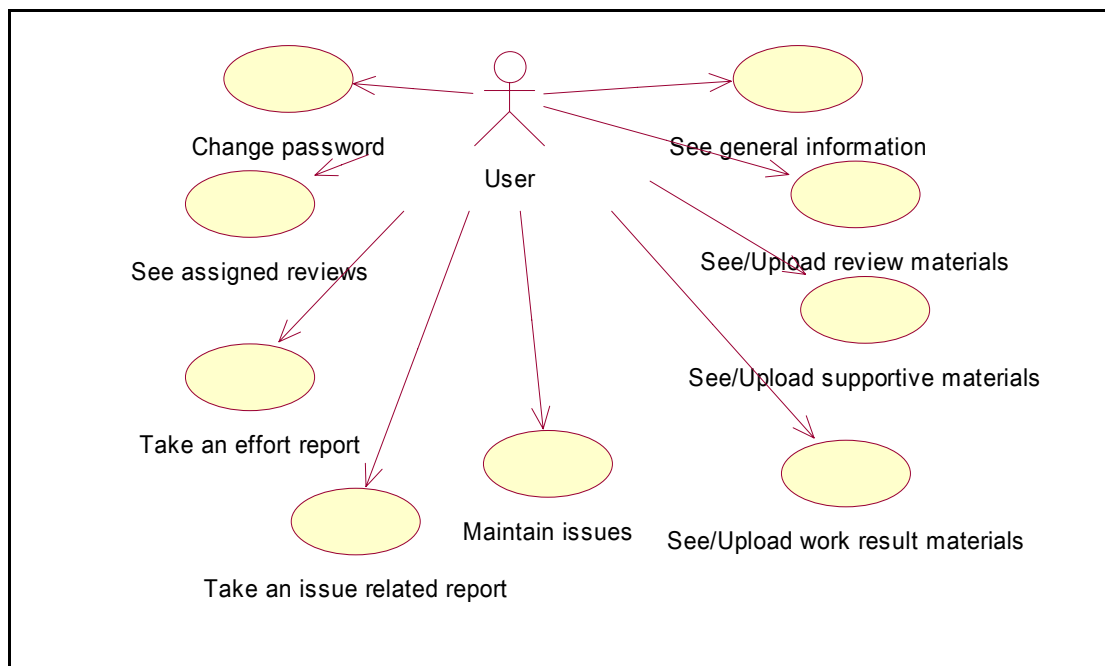 Change password
See general information
User
See/Upload review materials
See assigned reviews
See/Upload supportive materials
Take an effort report
Maintain issues
See/Upload work result materials
Take an issue related report